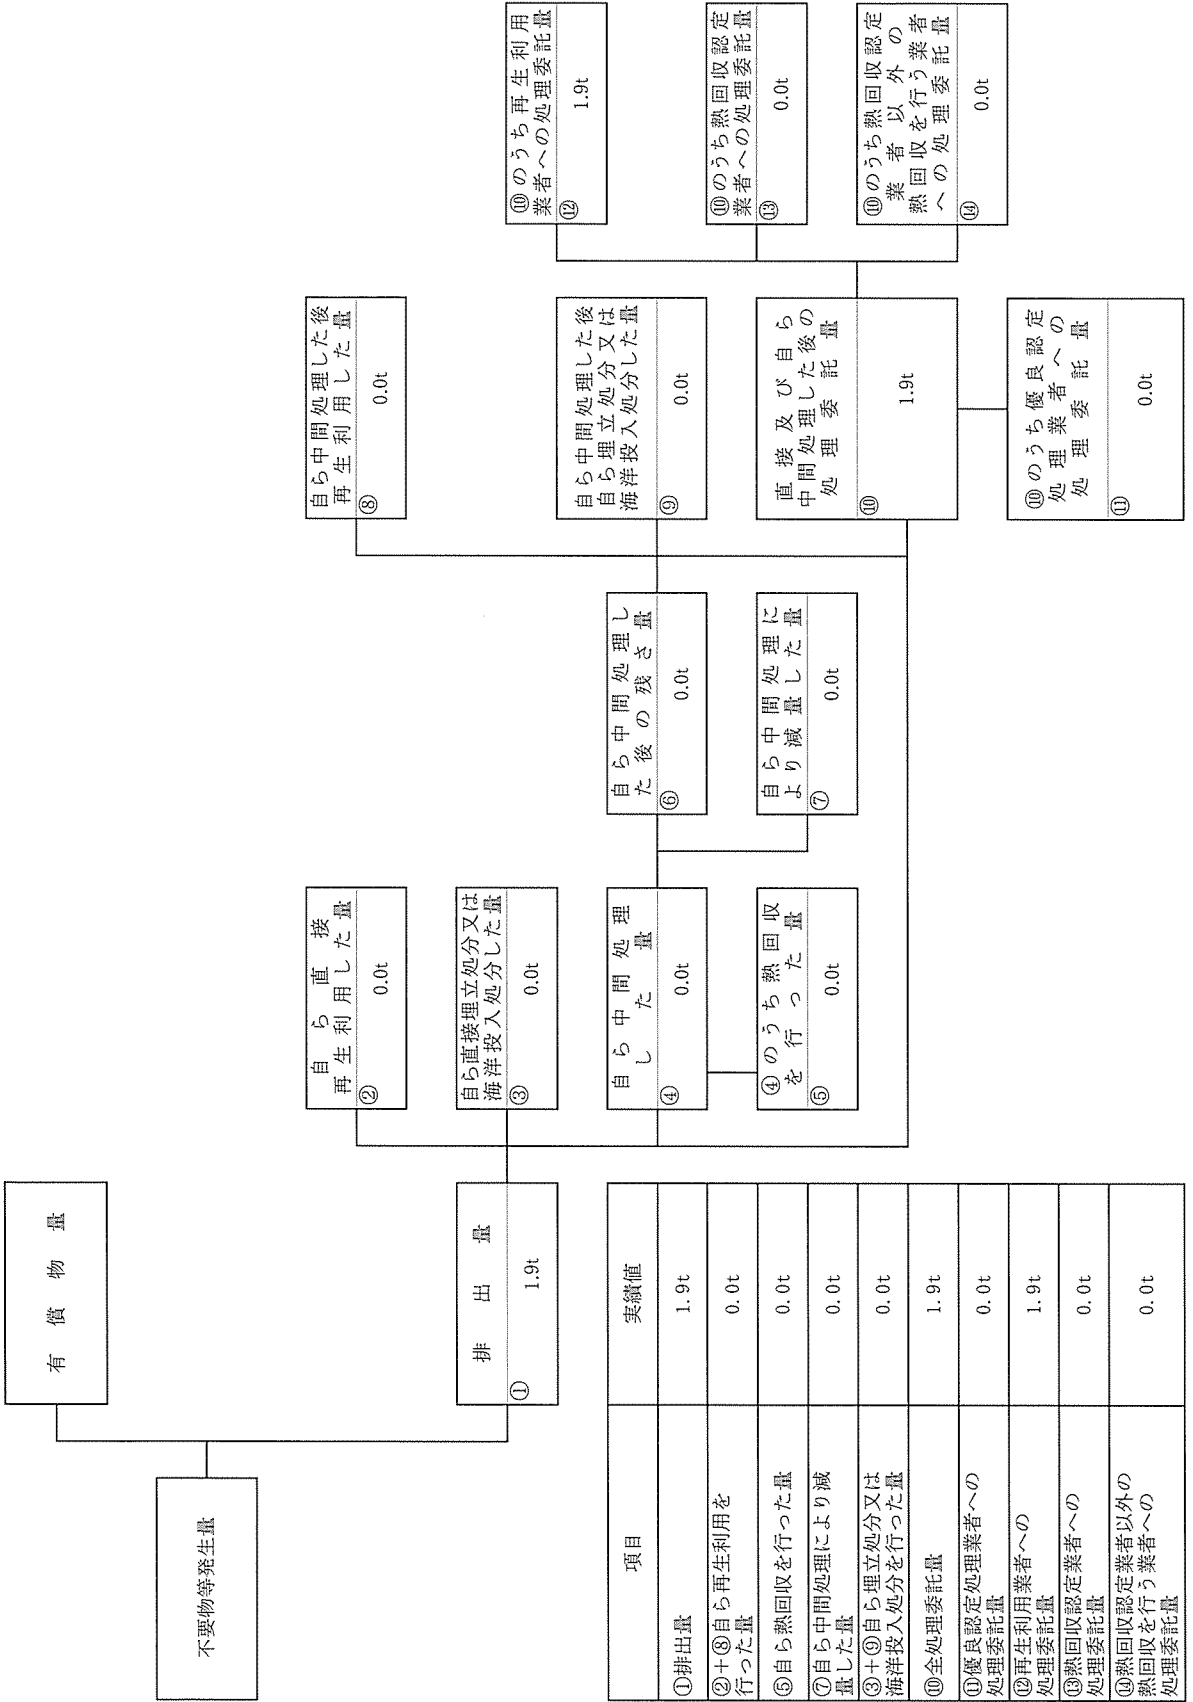 不要物等発生量
有償物量
排出量
①
1.9t
自ら直接
再生利用した量
②
0.0t
自ら直接埋立処分又は
海洋投入処分した量
③
0.0t
自ら中間処理
した量
④
0.0t
④のうち熱回収
を行った量
⑤
0.0t
自ら中間処理し
た後の残さ量
⑥
0.0t
自ら中間処理に
より減量した量
⑦
0.0t
自ら中間処理した後
再生利用した量
⑧
0.0t
自ら中間処理した後
自ら埋立処分又は
海洋投入処分した量
⑨
0.0t
直接及び自ら
中間処理した後の
処理委託量
⑩
1.9t
⑩のうち優良認定
処理業者への
処理委託量
⑪
0.0t
⑩のうち再生利用
業者への処理委託量
⑫
1.9t
⑩のうち熱回収認定
業者への処理委託量
⑬
0.0t
⑩のうち熱回収認定
業者以外の
熱回収を行う業者
への処理委託量
⑭
0.0t
項目 実績値
①排出量 1.9t
②+⑧自ら再生利用を
行った量 0.0t
⑤自ら熱回収を行った量 0.0t
⑦自ら中間処理により減
量した量 0.0t
③+⑨自ら埋立処分又は
海洋投入処分を行った量 0.0t
⑩全処理委託量 1.9t
⑪優良認定処理業者への
処理委託量 0.0t
⑫再生利用業者への
処理委託量 1.9t
⑬熱回収認定業者への
処理委託量 0.0t
⑭熱回収認定業者以外の
熱回収を行う業者への
処理委託量 0.0t